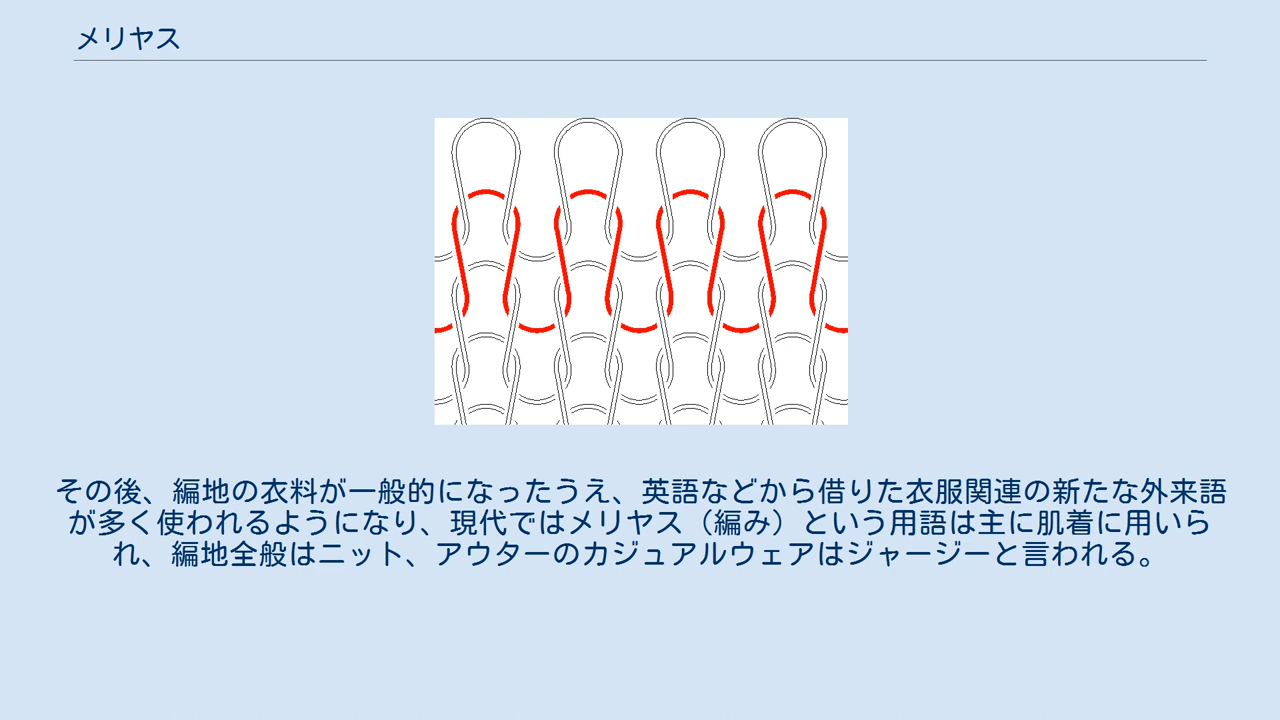 メリヤス
その後、編地の衣料が一般的になったうえ、英語などから借りた衣服関連の新たな外来語
が多く使われるようになり、現代ではメリヤス（編み）という用語は主に肌着に用いら
れ、編地全般はニット、アウターのカジュアルウェアはジャージーと言われる。